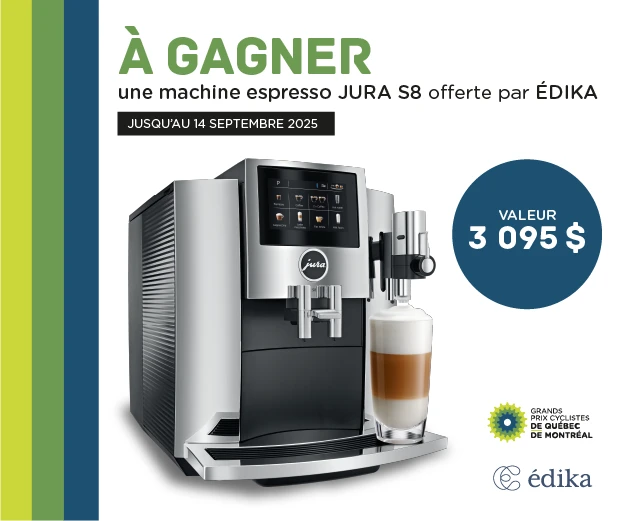 À GAGNER
une machine espresso JURA S8 offerte par ÉDIKA
JUSQU'AU 14 SEPTEMBRE 2025
VALEUR
3 095 $
jura
GRANDS
PRIX CYCLISTES
DE QUÉBEC
DE MONTRÉAL
édika